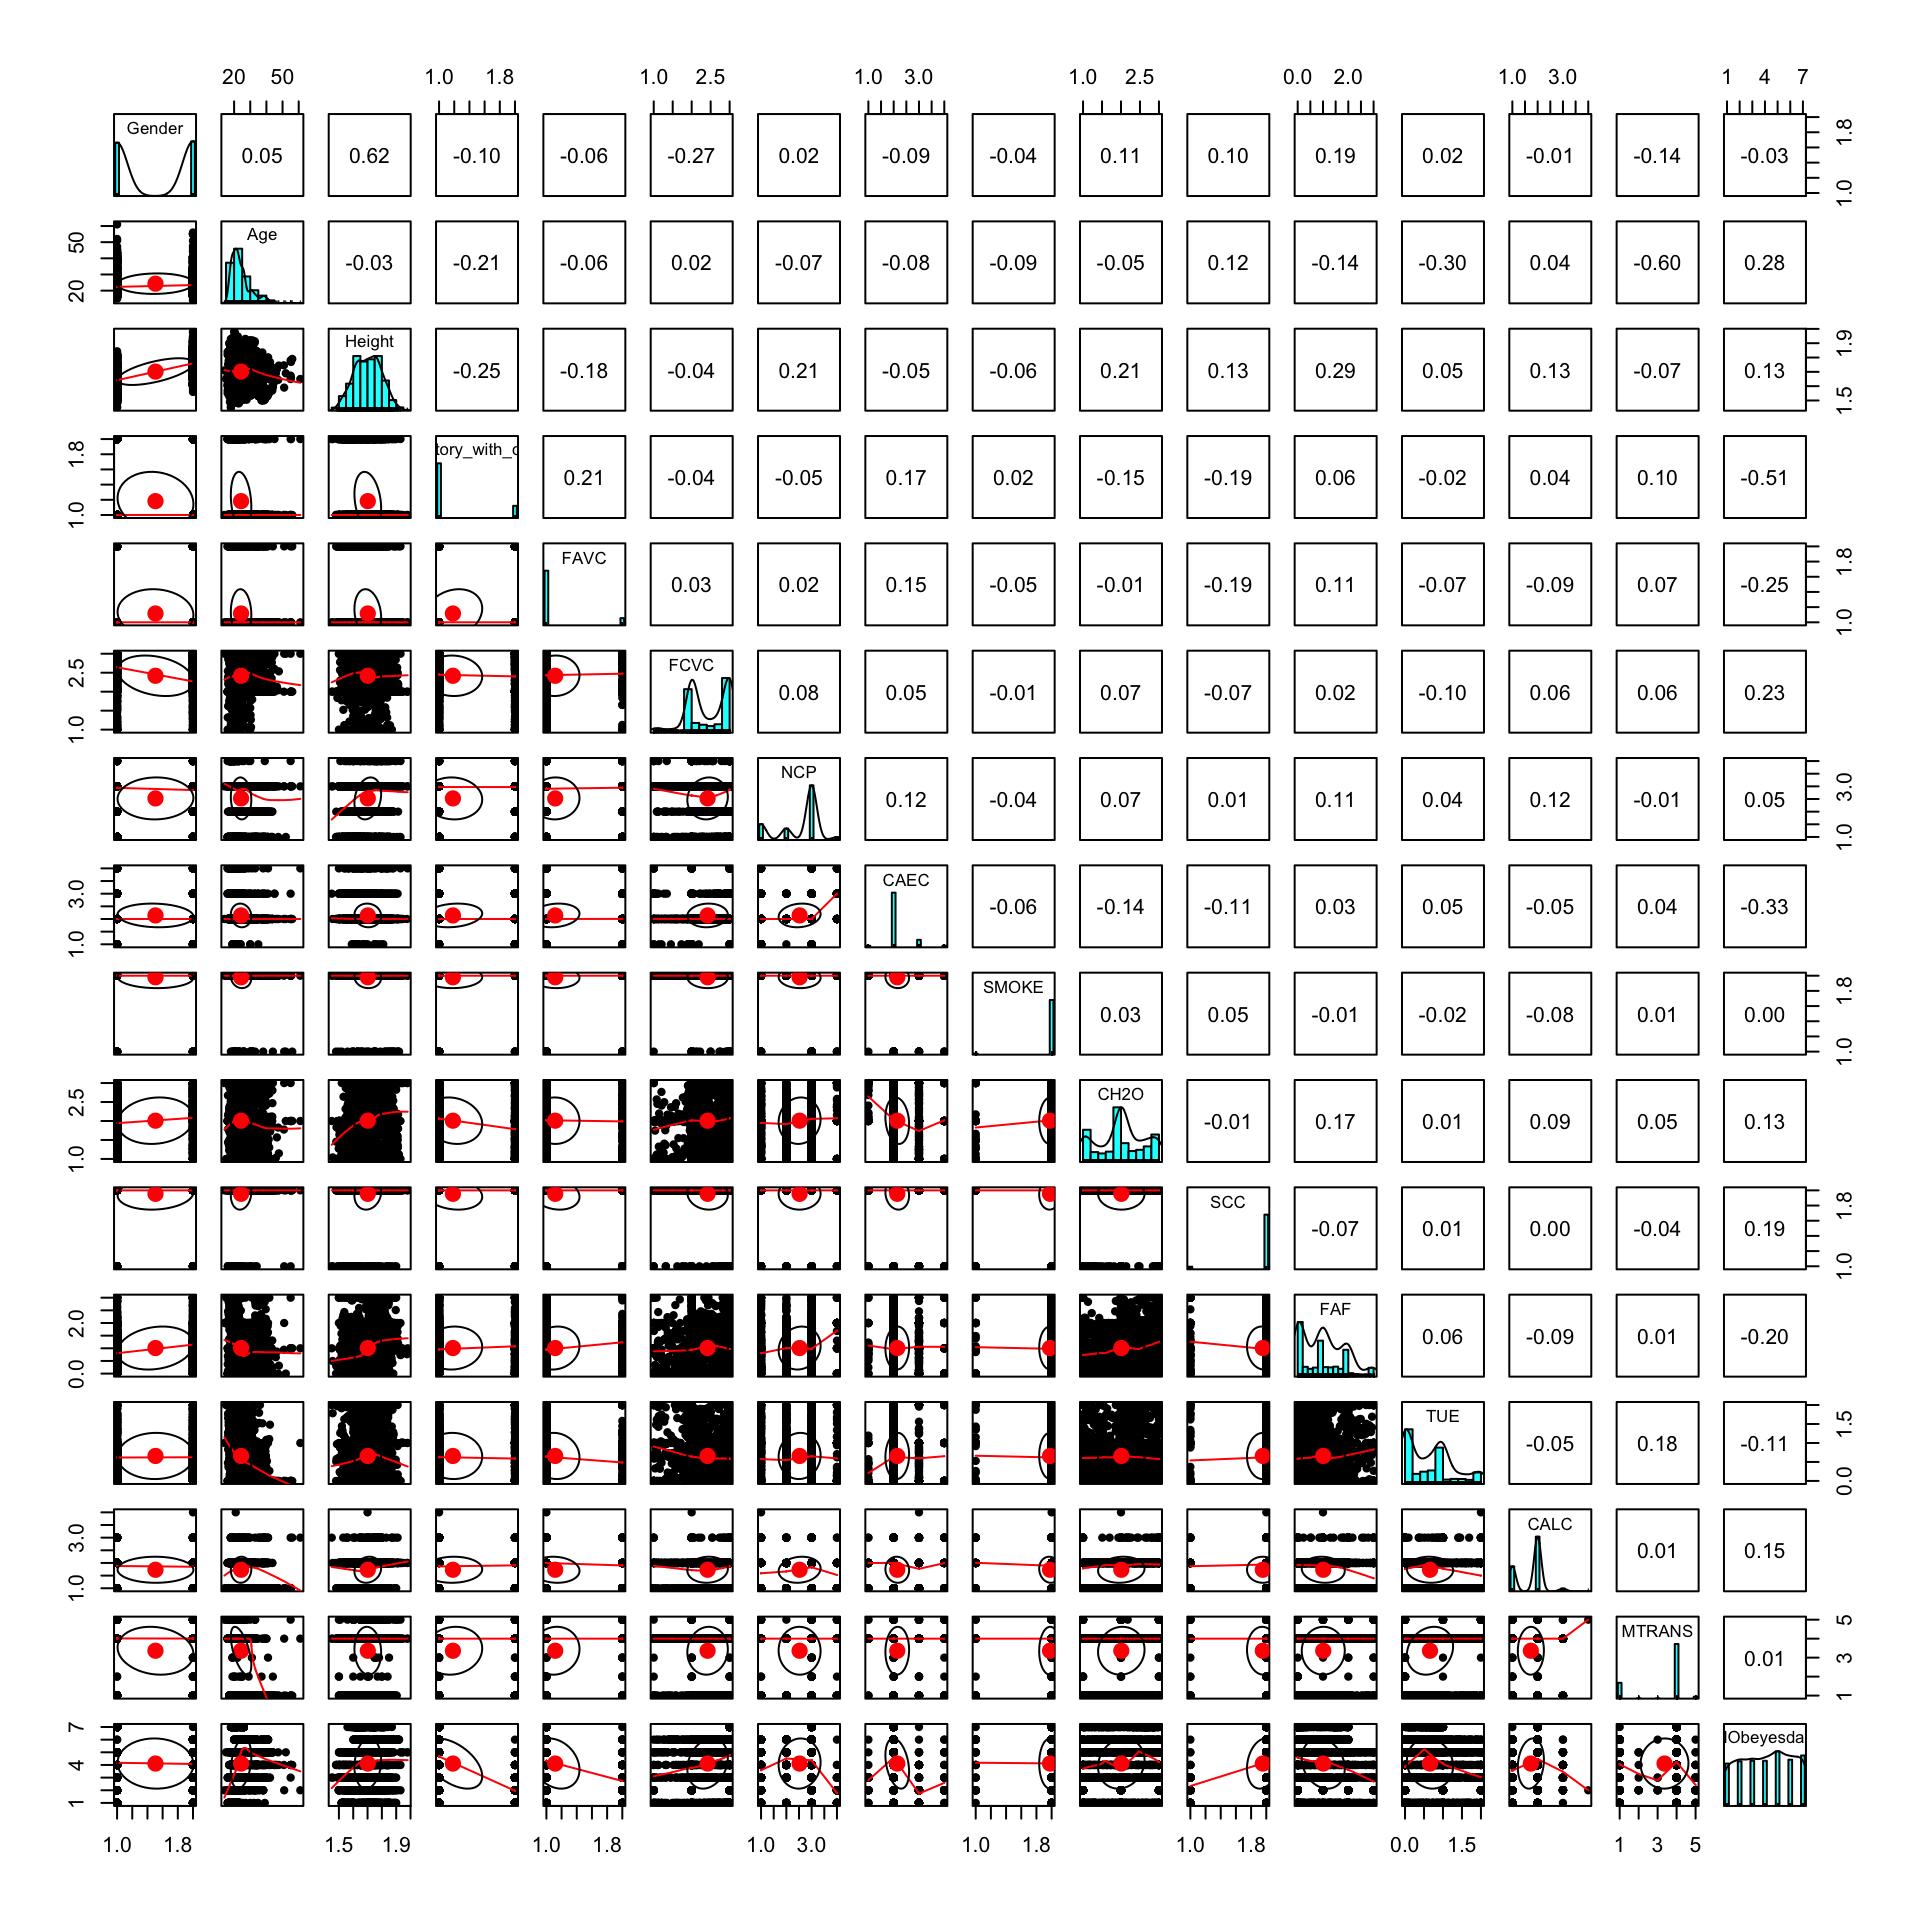 20 50 1.0 1.8 1.0 2.5 1.0 3.0 1.0 2.5 0.0 2.0 1.0 3.0 1 4 7
Gender 0.05 0.62 -0.10 -0.06 -0.27 0.02 -0.09 -0.04 0.11 0.10 0.19 0.02 -0.01 -0.14 -0.03 1.0 1.8
20 50 Age -0.03 -0.21 -0.06 0.02 -0.07 -0.08 -0.09 -0.05 0.12 -0.14 -0.30 0.04 -0.60 0.28
Height -0.25 -0.18 -0.04 0.21 -0.05 -0.06 0.21 0.13 0.29 0.05 0.13 -0.07 0.13 1.5 1.9
1.0 1.8 tory_with_o 0.21 -0.04 -0.05 0.17 0.02 -0.15 -0.19 0.06 -0.02 0.04 0.10 -0.51
FAVC 0.03 0.02 0.15 -0.05 -0.01 -0.19 0.11 -0.07 -0.09 0.07 -0.25 1.0 1.8
1.0 2.5 FCVC 0.08 0.05 -0.01 0.07 -0.07 0.02 -0.10 0.06 0.06 0.23
NCP 0.12 -0.04 0.07 0.01 0.11 0.04 0.12 -0.01 0.05 1.0 3.0
1.0 3.0 CAEC -0.06 -0.14 -0.11 0.03 0.05 -0.05 0.04 -0.33
SMOKE 0.03 0.05 -0.01 -0.02 -0.08 0.01 0.00 1.0 1.8
1.0 2.5 CH2O -0.01 0.17 0.01 0.09 0.05 0.13
SCC -0.07 0.01 0.00 -0.04 0.19 1.0 1.8
0.0 2.0 FAF 0.06 -0.09 0.01 -0.20
TUE -0.05 0.18 -0.11 0.0 1.5
1.0 3.0 CALC 0.01 0.15
MTRANS 0.01 1 3 5
1 4 7 lObeyesda
1.0 1.8 1.5 1.9 1.0 1.8 1.0 3.0 1.0 1.8 1.0 1.8 0.0 1.5 1 3 5